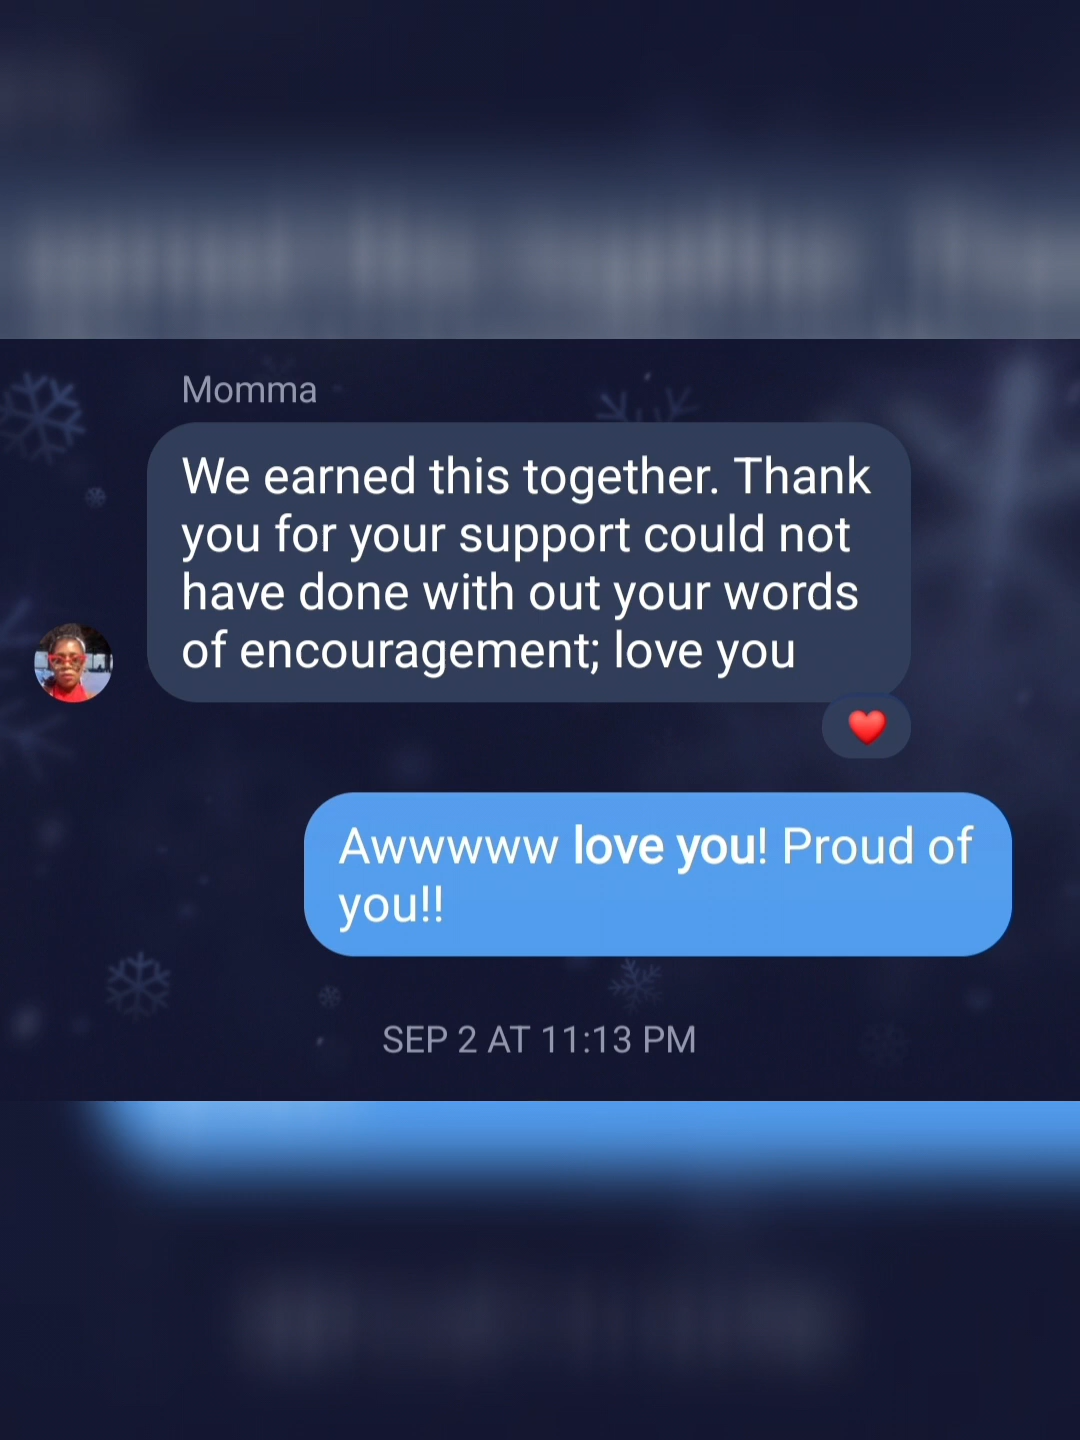 Momma
We earned this together. Thank
you for your support could not
have done with out your words
of encouragement; love you
Awwwww love you! Proud of
you!!
SEP 2 AT 11:13 PM